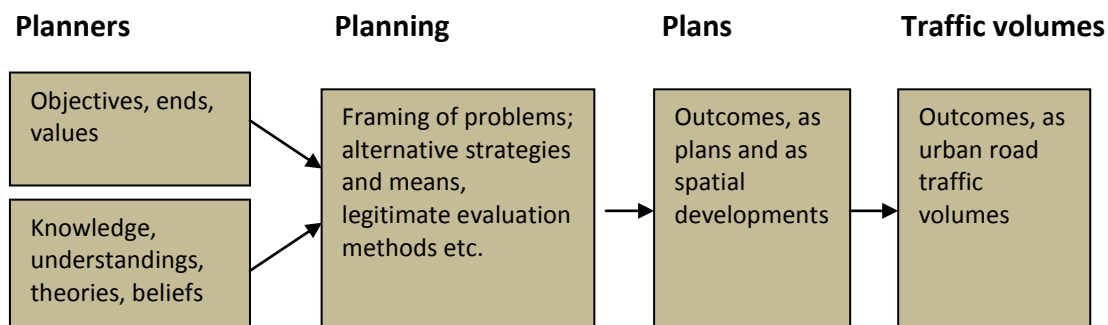 Planners
Planning
Plans
Traffic volumes
Objectives, ends,
values
Knowledge,
understandings,
theories, beliefs
Framing of problems;
alternative strategies
and means,
legitimate evaluation
methods etc.
Outcomes, as
plans and as
spatial
developments
Outcomes, as
urban road
traffic
volumes